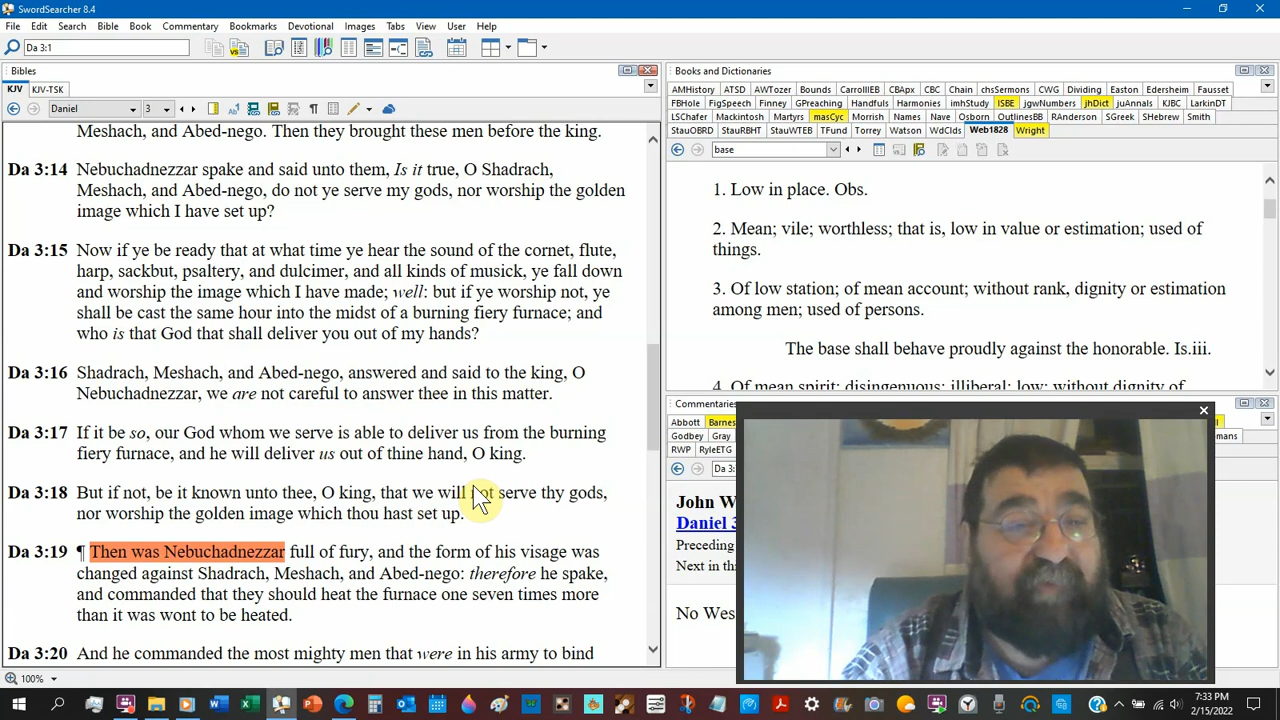 SwordSearcher 8.4
File Edit Search Bible Book Commentary Bookmarks Devotional Images Tabs View User Help
Da 3:1
Bibles
KJV KJV-TSK
Daniel 3
Meshach, and Abed-nego. Then they brought these men before the king.
Da 3:14 Nebuchadnezzar spake and said unto them, Is it true, O Shadrach,
Meshach, and Abed-nego, do not ye serve my gods, nor worship the golden
image which I have set up?
Da 3:15 Now if ye be ready that at what time ye hear the sound of the cornet, flute,
harp, sackbut, psaltery, and dulcimer, and all kinds of musick, ye fall down
and worship the image which I have made; well: but if ye worship not, ye
shall be cast the same hour into the midst of a burning fiery furnace; and
who is that God that shall deliver you out of my hands?
Da 3:16 Shadrach, Meshach, and Abed-nego, answered and said to the king, O
Nebuchadnezzar, we are not careful to answer thee in this matter.
Da 3:17 If it be so, our God whom we serve is able to deliver us from the burning
fiery furnace, and he will deliver us out of thine hand, O king.
Da 3:18 But if not, be it known unto thee, O king, that we will not serve thy gods,
nor worship the golden image which thou hast set up.
Da 3:19 ¶ Then was Nebuchadnezzar full of fury, and the form of his visage was
changed against Shadrach, Meshach, and Abed-nego: therefore he spake,
and commanded that they should heat the furnace one seven times more
than it was wont to be heated.
Da 3:20 And he commanded the most mighty men that were in his army to bind
100%
Books and Dictionaries
AMHistory ATSD AWTozer Bounds CarrollIEB CBApx CBC Chain chsSermons CWG Dividing Easton Edersheim Fausset
FBHole FigSpeech Finney GPreaching Handfuls Harmonies imhStudy ISBE jgwNumbers jhDict juAnnals KJBC LarkinDT
LSChafer Mackintosh Martyrs masCyc Morrish Names Nave Osborn OutlinesBB RAnderson SGreek SHebrew Smith
StauOBRD StauRBHT StauWTEB TFund Torrey Watson WdClds Web1828 Wright
base
1. Low in place. Obs.
2. Mean; vile; worthless; that is, low in value or estimation; used of
things.
3. Of low station; of mean account; without rank, dignity or estimation
among men; used of persons.
The base shall behave proudly against the honorable. Is.iii.
4. Of mean spirit; disingenuous; illiberal; low; without dignity of
Commentaries
Abbott Barnes
Godbey Gray
RWP RyleETG
Da 3:
John W
Daniel 3
Preceding
Next in th
No Wes
7:33 PM
2/15/2022